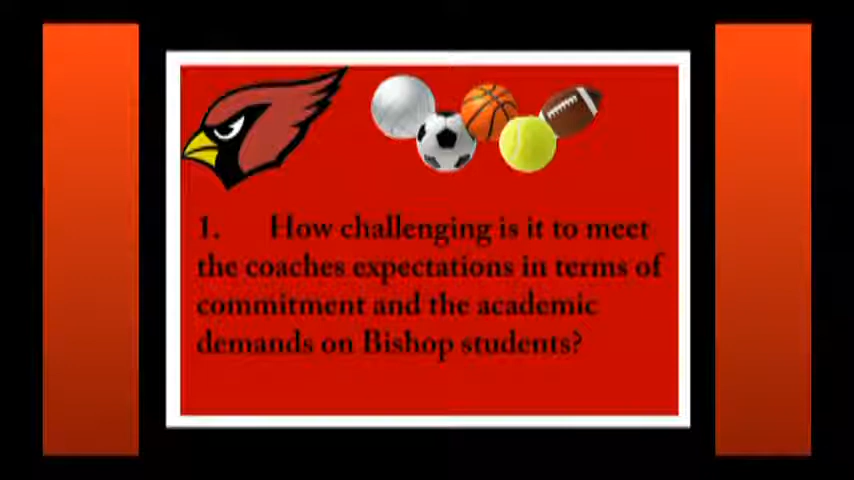 1. How challenging is it to meet
the coaches expectations in terms of
commitment and the academic
demands on Bishop students?